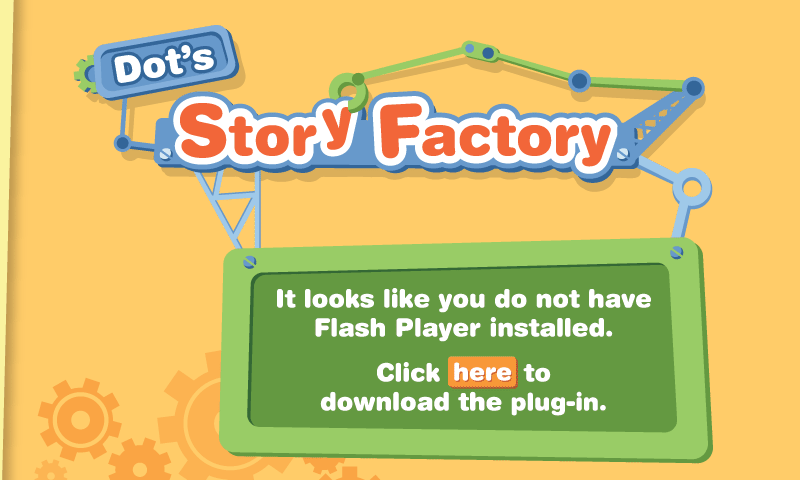 Dot's
Story Factory
It looks like you do not have
Flash Player installed.
Click here to
download the plug-in.